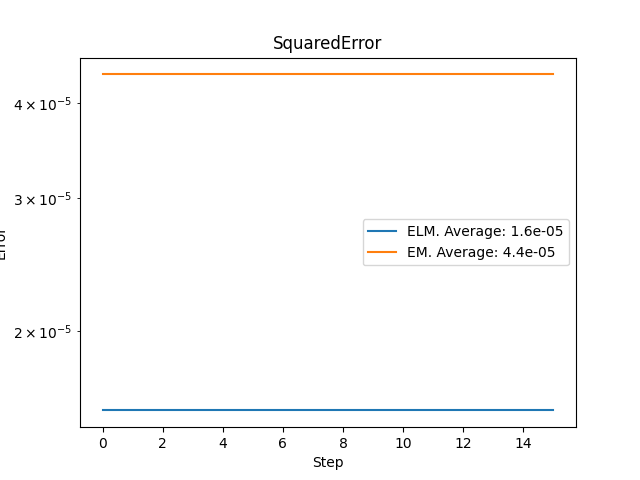 SquaredError
4 × 10⁻⁵
3 × 10⁻⁵
2 × 10⁻⁵
Error
ELM. Average: 1.6e-05
EM. Average: 4.4e-05
0 2 4 6 8 10 12 14
Step